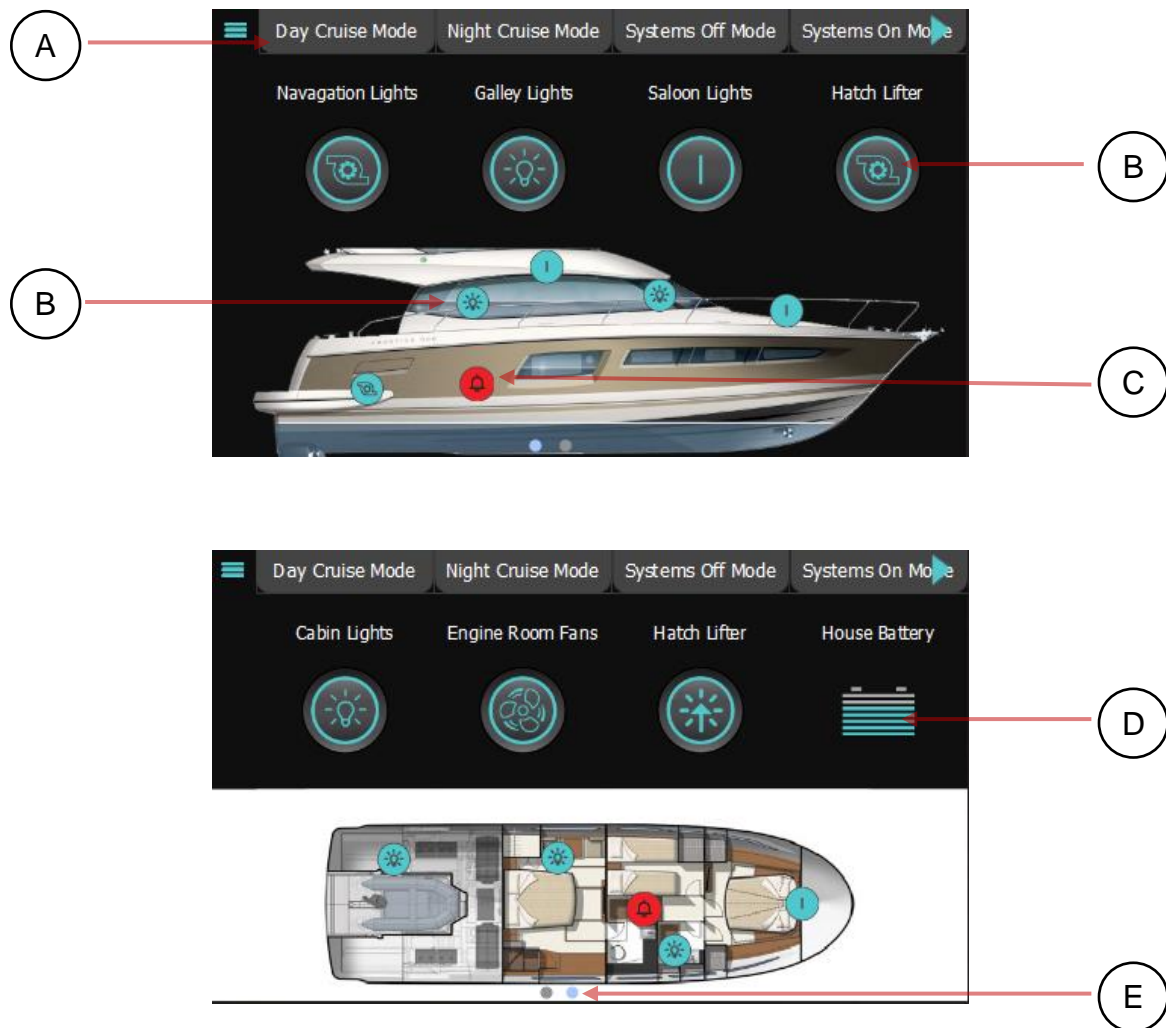 A
Day Cruise Mode Night Cruise Mode Systems Off Mode Systems On Mode
Navagation Lights Galley Lights Saloon Lights Hatch Lifter
B
B
C
Day Cruise Mode Night Cruise Mode Systems Off Mode Systems On Mode
Cabin Lights Engine Room Fans Hatch Lifter House Battery
D
E